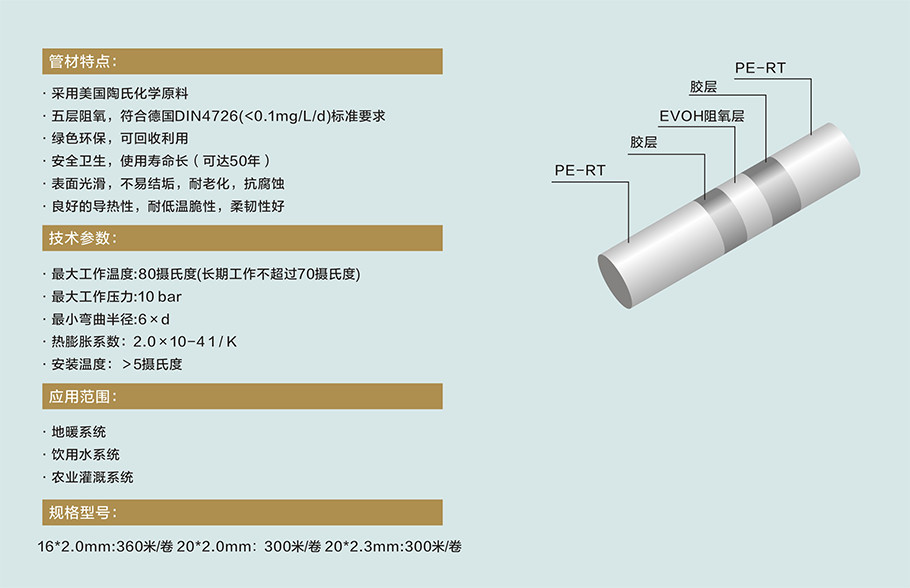 管材特点：
· 采用美国陶氏化学原料
· 五层阻氧，符合德国DIN4726(<0.1mg/L/d)标准要求
· 绿色环保，可回收利用
· 安全卫生，使用寿命长（可达50年）
· 表面光滑，不易结垢，耐老化，抗腐蚀
· 良好的导热性，耐低温脆性，柔韧性好
技术参数：
· 最大工作温度:80摄氏度(长期工作不超过70摄氏度)
· 最大工作压力:10 bar
· 最小弯曲半径:6×d
· 热膨胀系数：2.0×10-4 1/K
· 安装温度：>5摄氏度
应用范围：
· 地暖系统
· 饮用水系统
· 农业灌溉系统
规格型号：
16*2.0mm:360米/卷 20*2.0mm：300米/卷 20*2.3mm:300米/卷
PE-RT
胶层
EVOH阻氧层
胶层
PE-RT